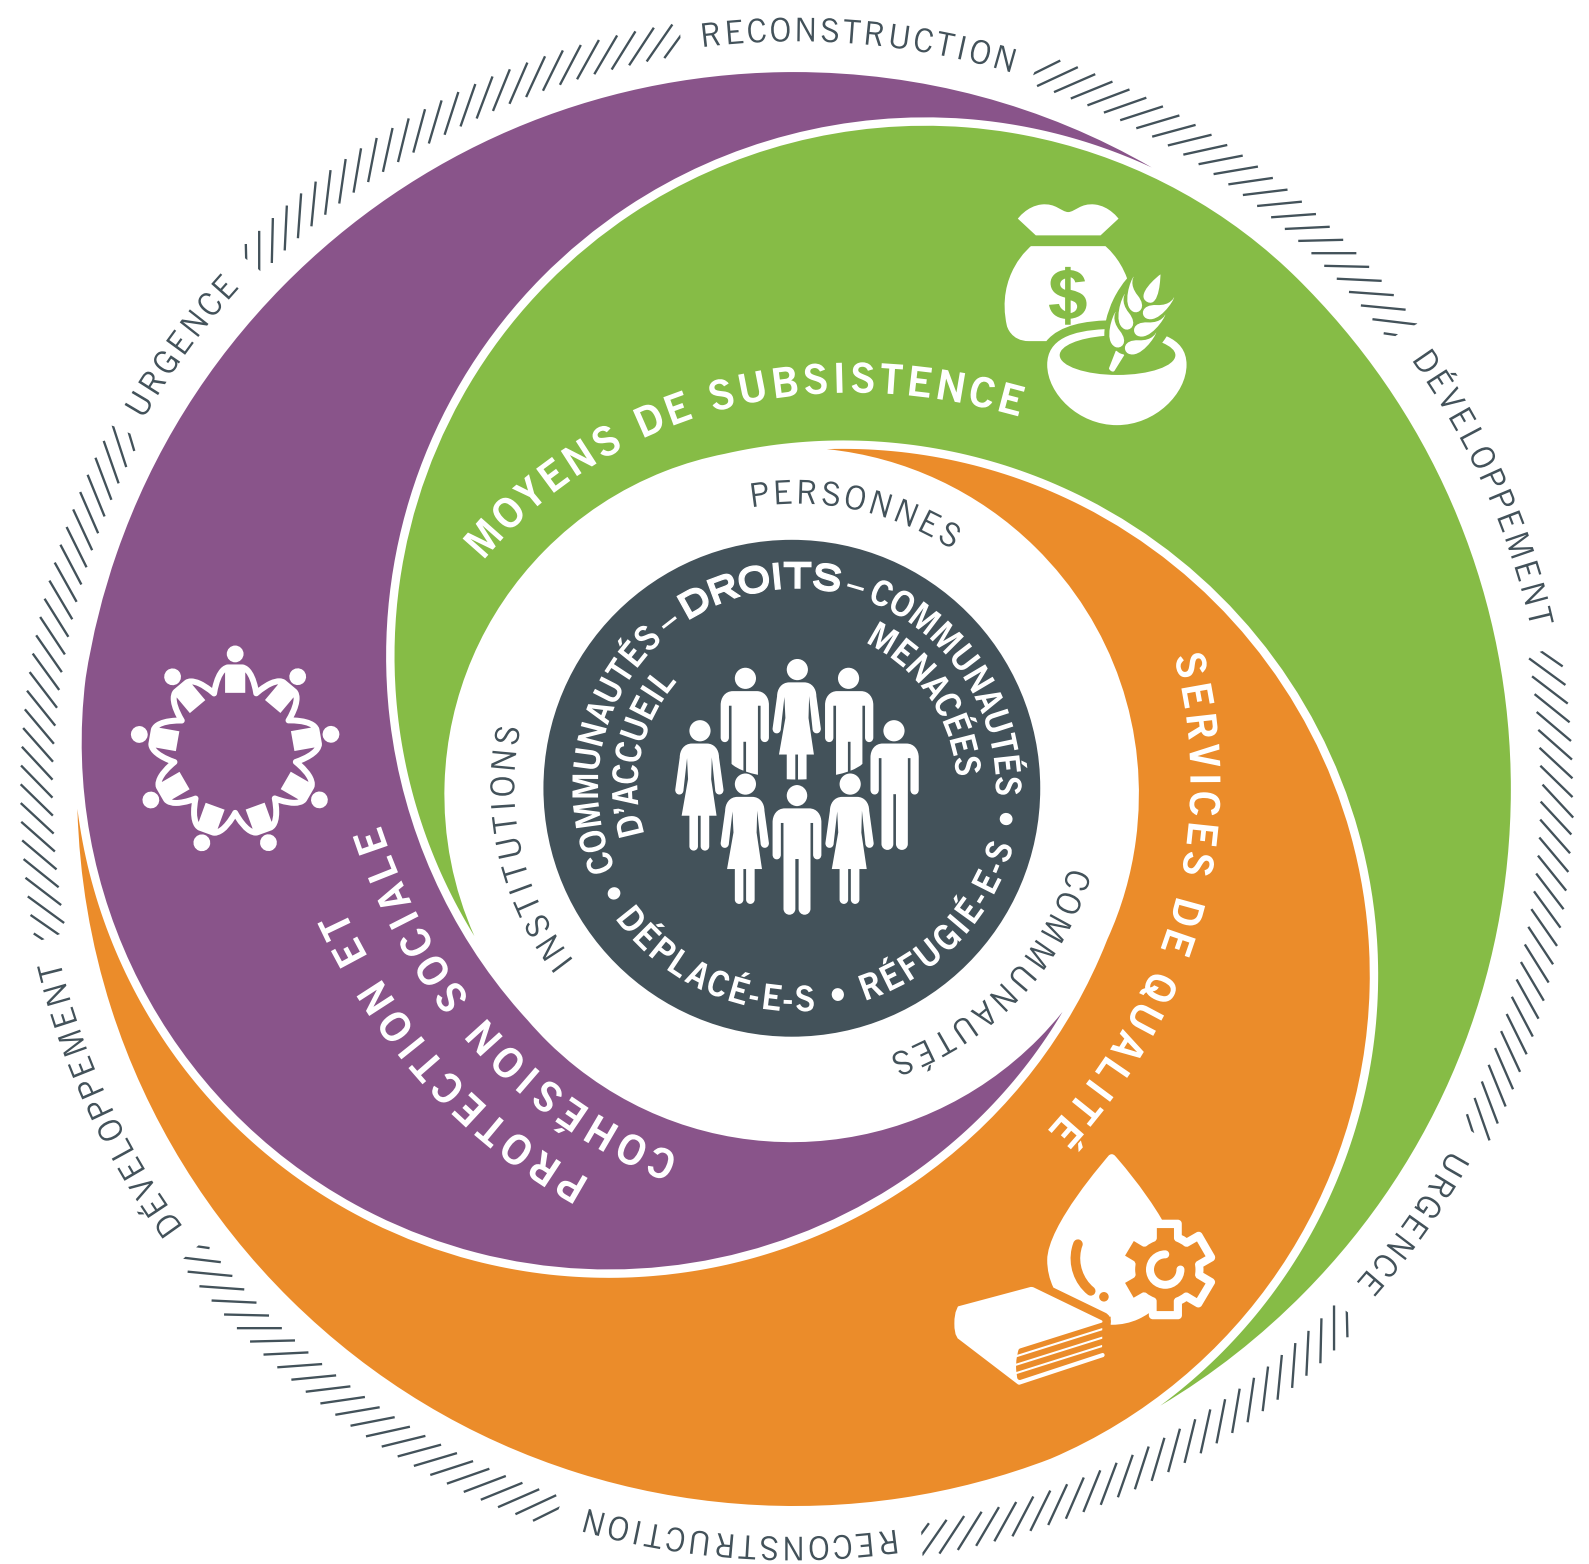 RECONSTRUCTION
DÉVELOPPEMENT
URGENCE
RECONSTRUCTION
DÉVELOPPEMENT
URGENCE
MOYENS DE SUBSISTENCE
$
SERVICES DE QUALITÉ
PROTECTION ET
COHÉSION SOCIALE
PERSONNES
COMMUNAUTÉS
INSTITUTIONS
DROITS – COMMUNAUTÉS
MENACÉES
• RÉFUGIÉ-E-S
• DÉPLACÉ-E-S
• COMMUNAUTÉS –
D'ACCUEIL